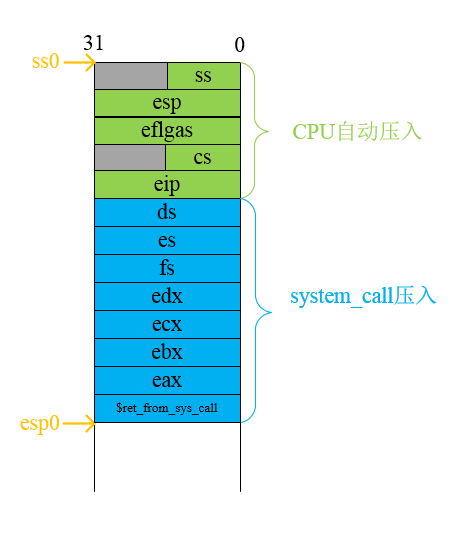 31 0
ss0
ss
esp
eflgas
cs
eip
CPU自动压入
ds
es
fs
edx
ecx
ebx
eax
$ret_from_sys_call
system_call压入
esp0